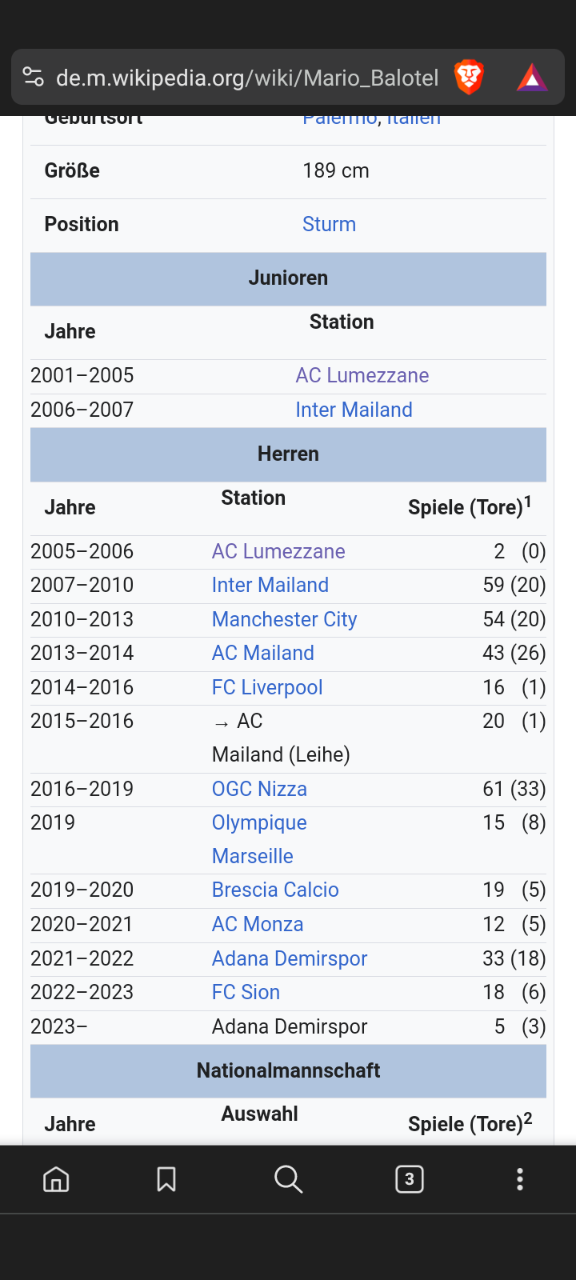 de.m.wikipedia.org/wiki/Mario_Balotel
Geburtsort Palermo, Italien
Größe 189 cm
Position Sturm
Junioren
Jahre Station
2001–2005 AC Lumezzane
2006–2007 Inter Mailand
Herren
Jahre Station Spiele (Tore)¹
2005–2006 AC Lumezzane 2 (0)
2007–2010 Inter Mailand 59 (20)
2010–2013 Manchester City 54 (20)
2013–2014 AC Mailand 43 (26)
2014–2016 FC Liverpool 16 (1)
2015–2016 → AC 20 (1)
Mailand (Leihe)
2016–2019 OGC Nizza 61 (33)
2019 Olympique 15 (8)
Marseille
2019–2020 Brescia Calcio 19 (5)
2020–2021 AC Monza 12 (5)
2021–2022 Adana Demirspor 33 (18)
2022–2023 FC Sion 18 (6)
2023– Adana Demirspor 5 (3)
Nationalmannschaft
Jahre Auswahl Spiele (Tore)²
3